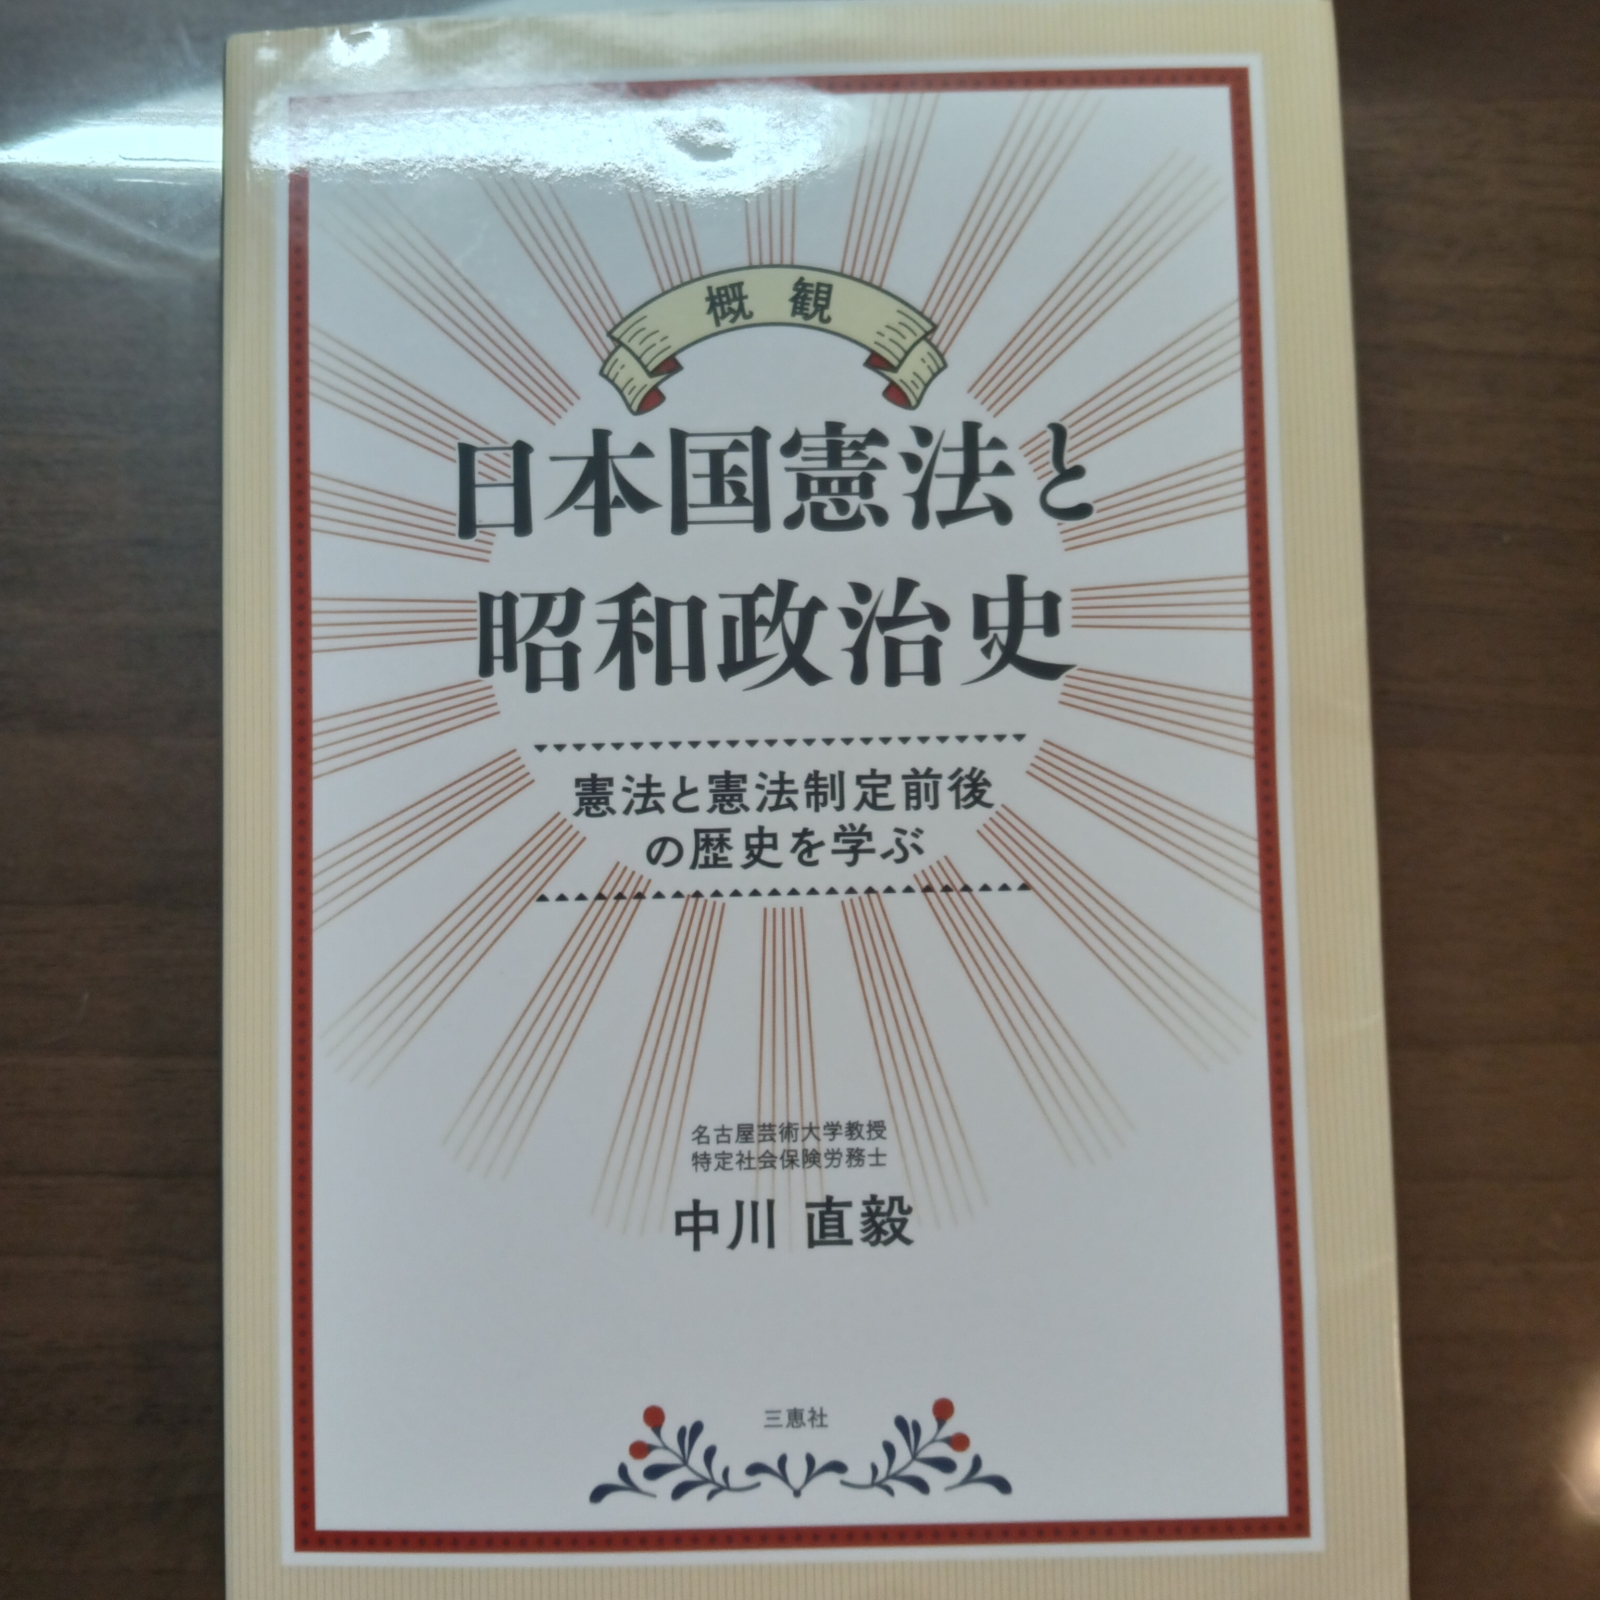 概観
日本国憲法と
昭和政治史
憲法と憲法制定前後
の歴史を学ぶ
名古屋芸術大学教授
特定社会保険労務士
中川 直毅
三恵社